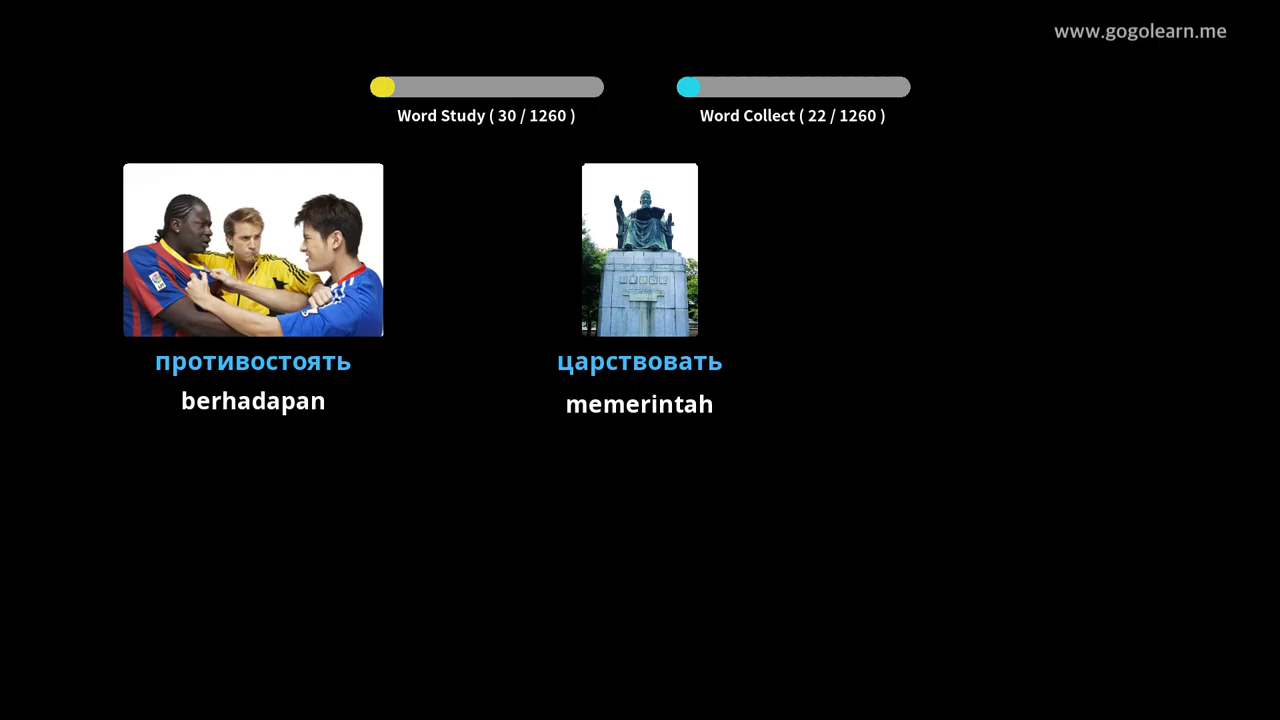 www.gogolearn.me
Word Study ( 30 / 1260 )
Word Collect ( 22 / 1260 )
противостоять
berhadapan
царствовать
memerintah